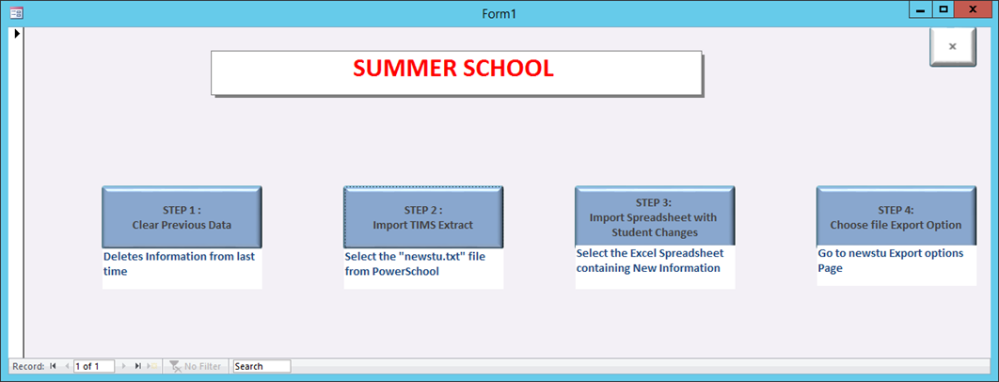 Form1
SUMMER SCHOOL
STEP 1 :
Clear Previous Data
Deletes Information from last
time
STEP 2 :
Import TIMS Extract
Select the "newstu.txt" file
from PowerSchool
STEP 3:
Import Spreadsheet with
Student Changes
Select the Excel Spreadsheet
containing New Information
STEP 4:
Choose file Export Option
Go to newstu Export options
Page
Record: 1 of 1 No Filter Search